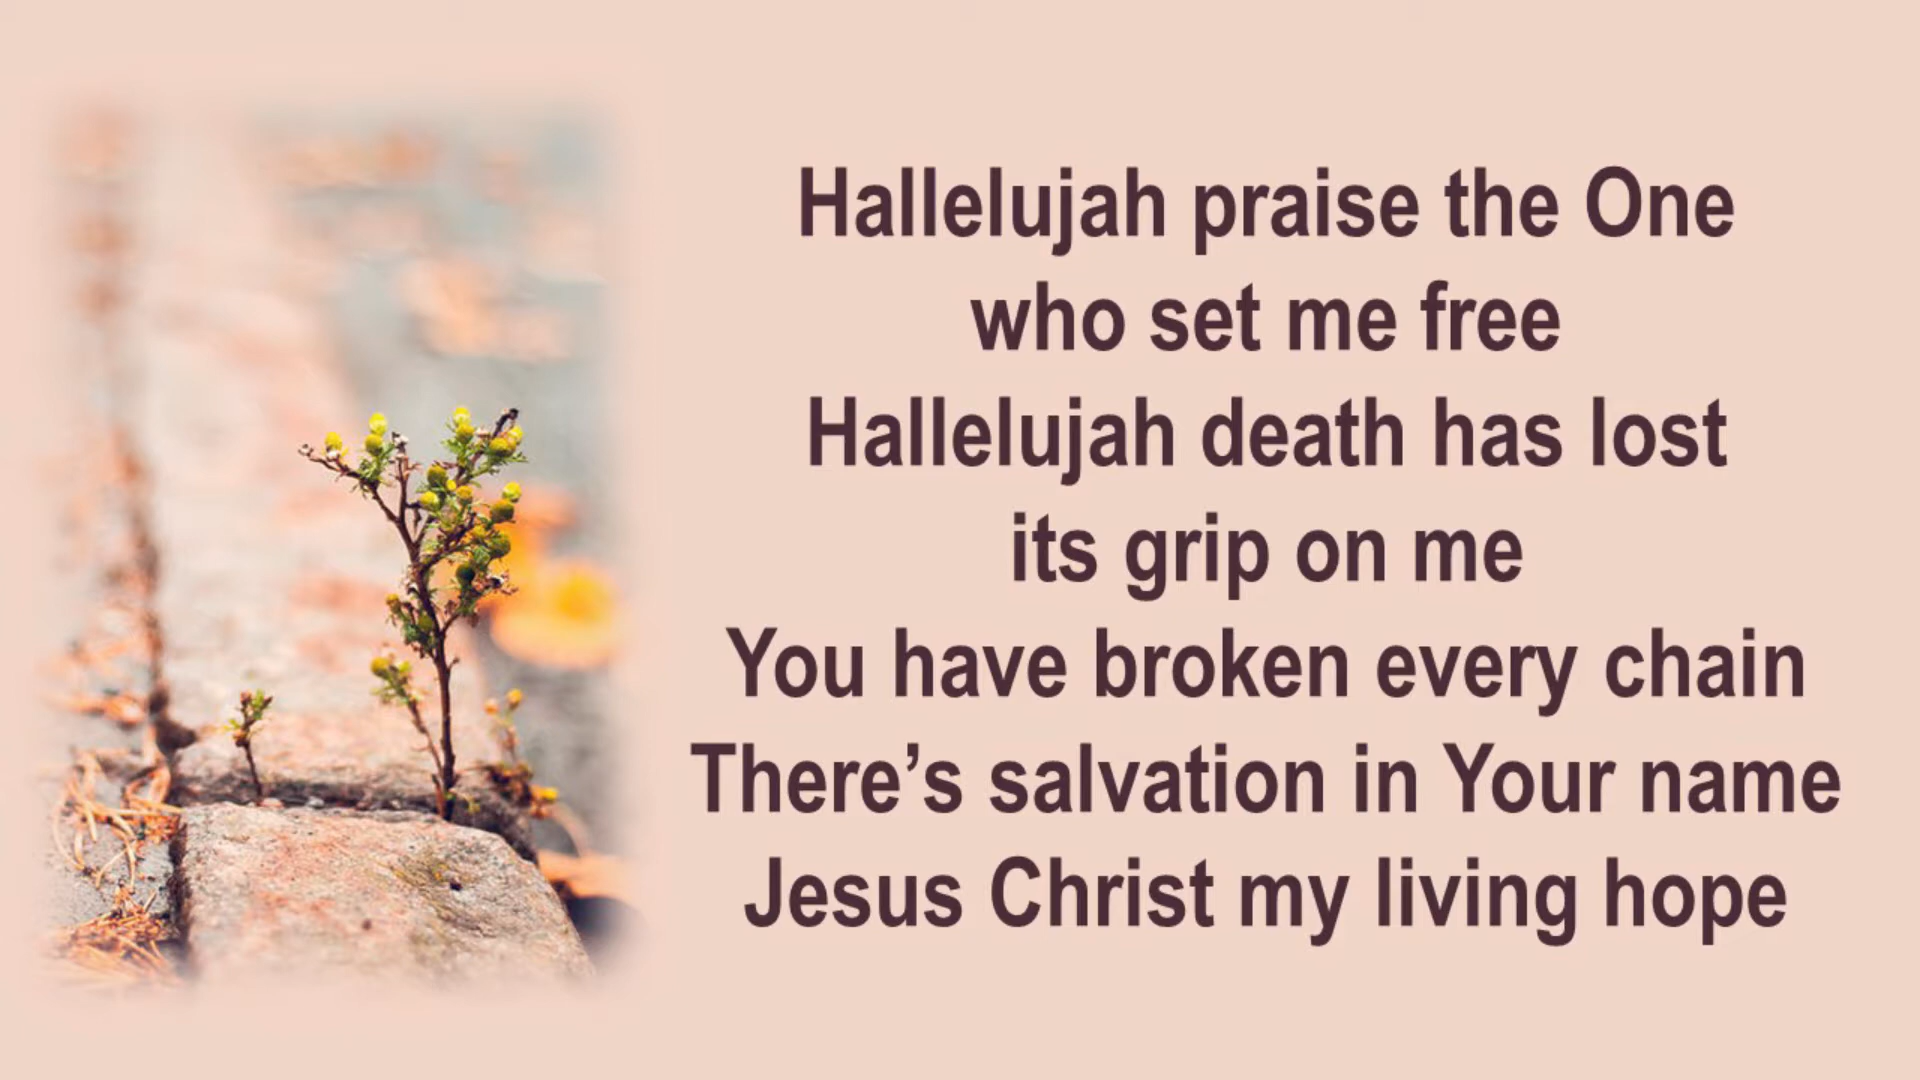 Hallelujah praise the One
who set me free
Hallelujah death has lost
its grip on me
You have broken every chain
There’s salvation in Your name
Jesus Christ my living hope